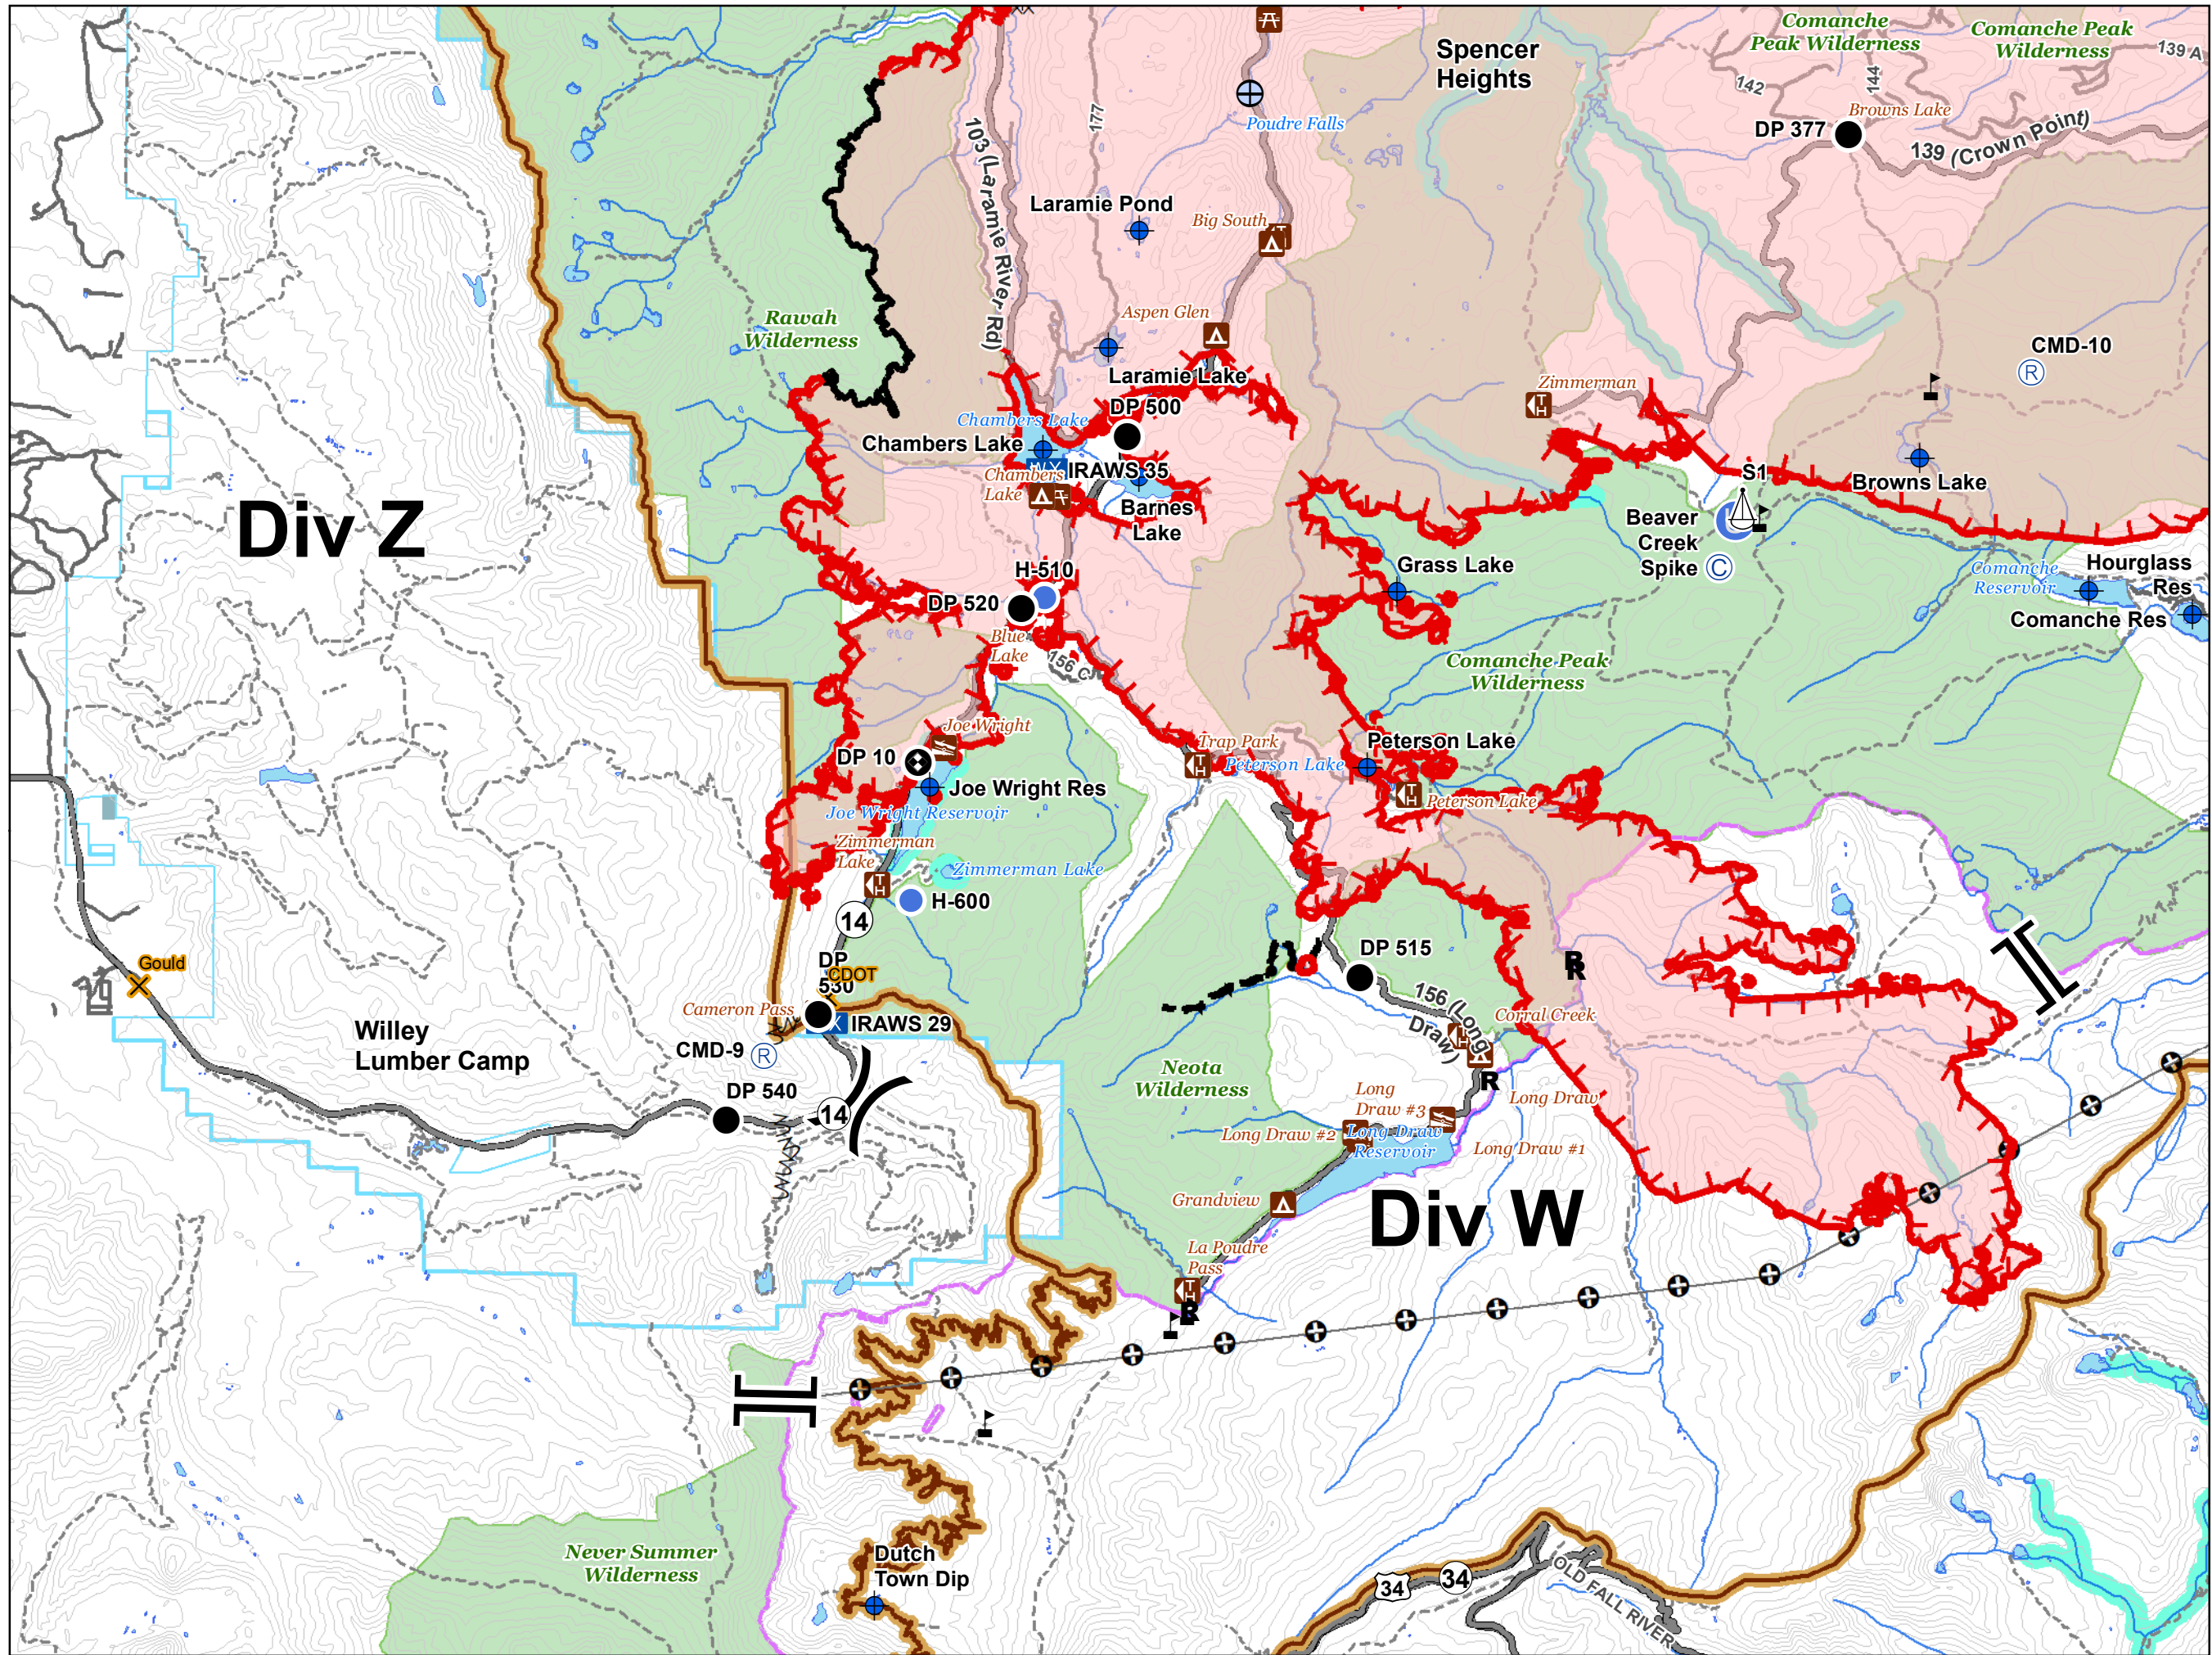 Comanche
Peak Wilderness
Comanche Peak
Wilderness
139 A
Spencer
Heights
142
144
Browns Lake
DP 377
139 (Crown Point)
Poudre Falls
103 (Laramie River Rd)
177
Laramie Pond
Big South
TH
Rawah
Wilderness
Aspen Glen
CMD-10
R
Laramie Lake
Zimmerman
TH
DP 500
Chambers Lake
Chambers Lake
IRAWS 35
Chambers
Lake
Barnes
Lake
S1
Browns Lake
Div Z
Beaver
Creek
Spike
C
H-510
DP 520
Grass Lake
Comanche
Reservoir
Hourglass
Res
Comanche Res
Blue
Lake
156 C
Comanche Peak
Wilderness
Joe Wright
DP 10
Trap Park
TH
Peterson Lake
Peterson Lake
Joe Wright Res
Joe Wright Reservoir
TH
Peterson Lake
Zimmerman
Lake
TH
Zimmerman Lake
H-600
14
DP
530
CDOT
Gould
DP 515
R
R
156 (Long
Draw)
Corral Creek
Cameron Pass
IRAWS 29
Willey
Lumber Camp
CMD-9
R
DP 540
14
Neota
Wilderness
R
Long
Draw #3
Long Draw
Long Draw #2
Long Draw
Reservoir
Long Draw #1
Grandview
Div W
La Poudre
Pass
TH
R
Never Summer
Wilderness
Dutch
Town Dip
34
34
OLD FALL RIVER